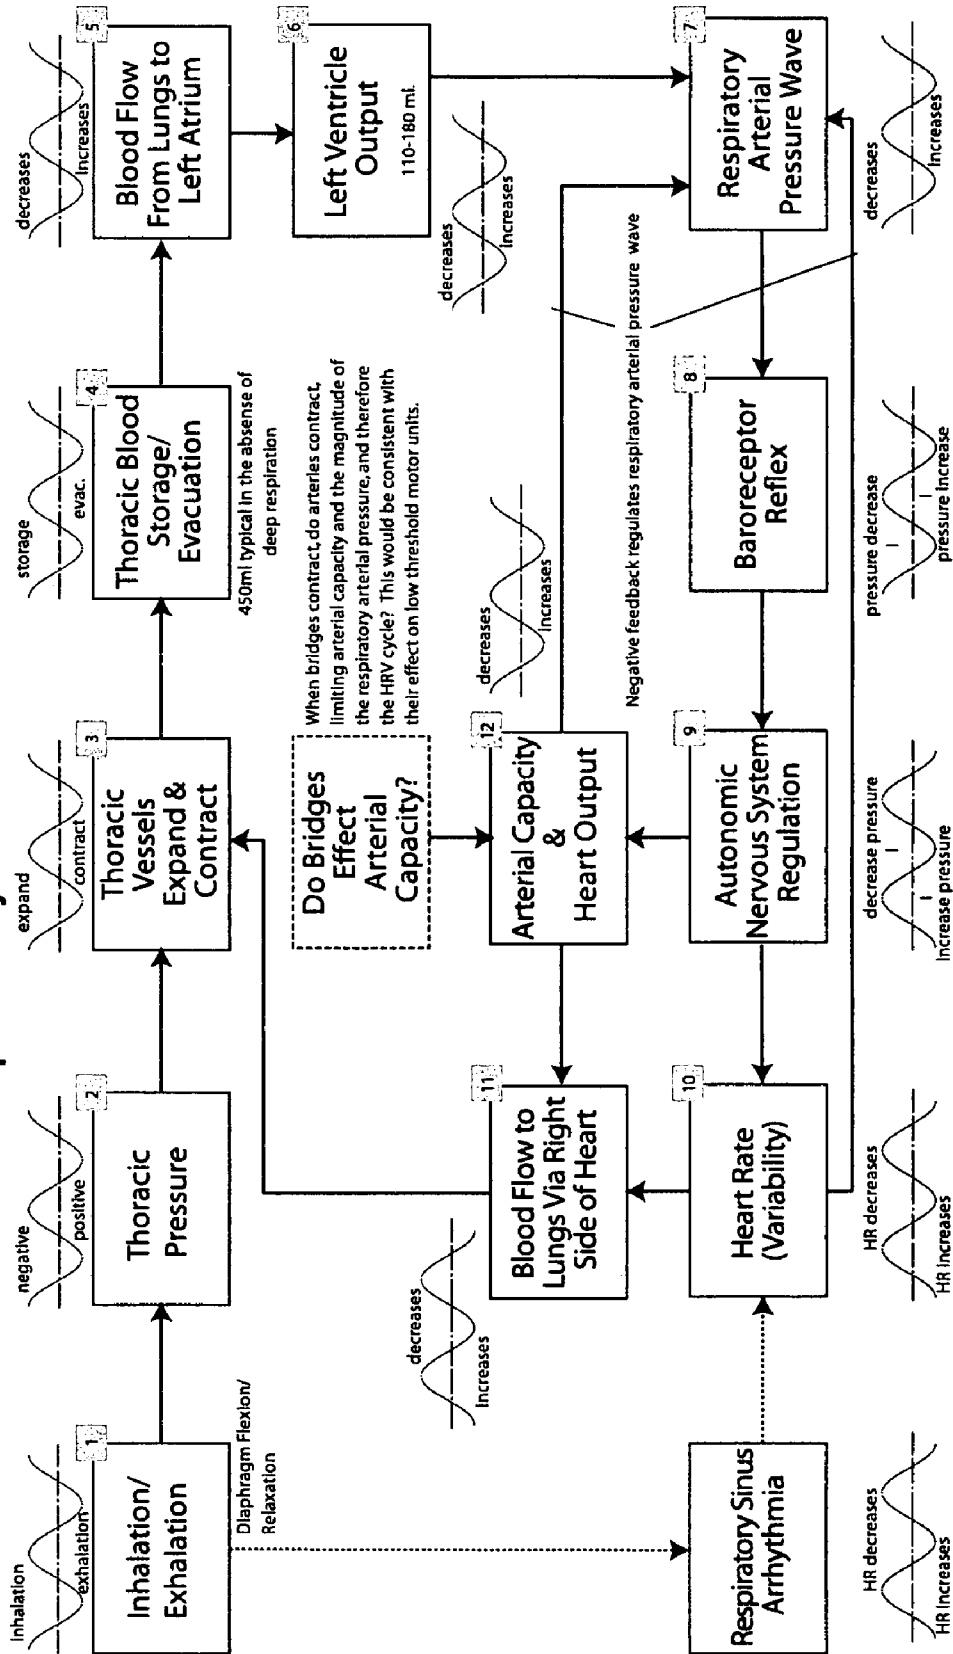 Inhalation
exhalation
1
Inhalation/
Exhalation
Diaphragm Flexion/
Relaxation
negative
positive
2
Thoracic
Pressure
expand
contract
3
Thoracic
Vessels
Expand &
Contract
storage
evac.
4
Thoracic Blood
Storage/
Evacuation
450ml typical in the absense of
deep respiration
decreases
Increases
5
Blood Flow
From Lungs to
Left Atrium
6
Left Ventricle
Output
110-180 ml.
decreases
Increases
Do Bridges
Effect
Arterial
Capacity?
When bridges contract, do arteries contract,
limiting arterial capacity and the magnitude of
the respiratory arterial pressure, and therefore
the HRV cycle? This would be consistent with
their effect on low threshold motor units.
decreases
Increases
11
Blood Flow to
Lungs Via Right
Side of Heart
12
Arterial Capacity
&
Heart Output
decreases
Increases
Negative feedback regulates respiratory arterial pressure wave
Respiratory Sinus
Arrhythmia
HR decreases
HR Increases
10
Heart Rate
(Variability)
HR decreases
HR Increases
9
Autonomic
Nervous System
Regulation
decrease pressure
Increase pressure
8
Baroreceptor
Reflex
pressure decrease
pressure Increase
7
Respiratory
Arterial
Pressure Wave
decreases
Increases